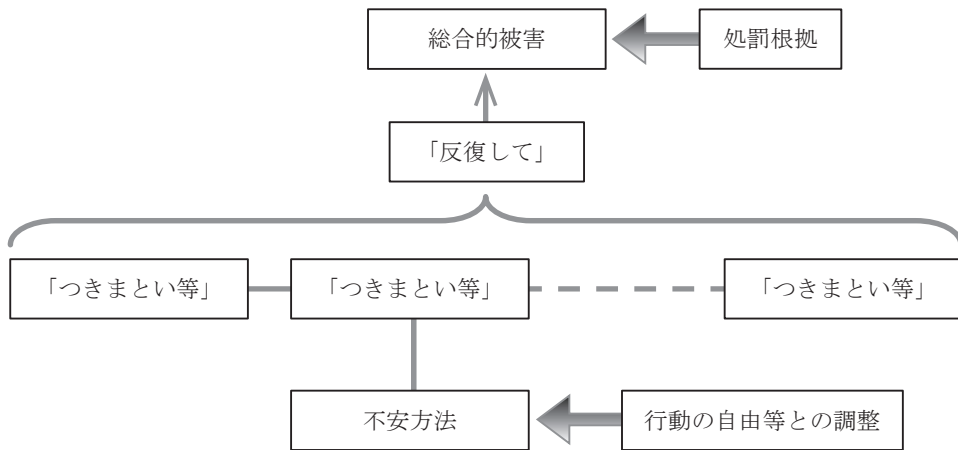 総合的被害
処罰根拠
「反復して」
「つきまとい等」
「つきまとい等」
「つきまとい等」
不安方法
行動の自由等との調整